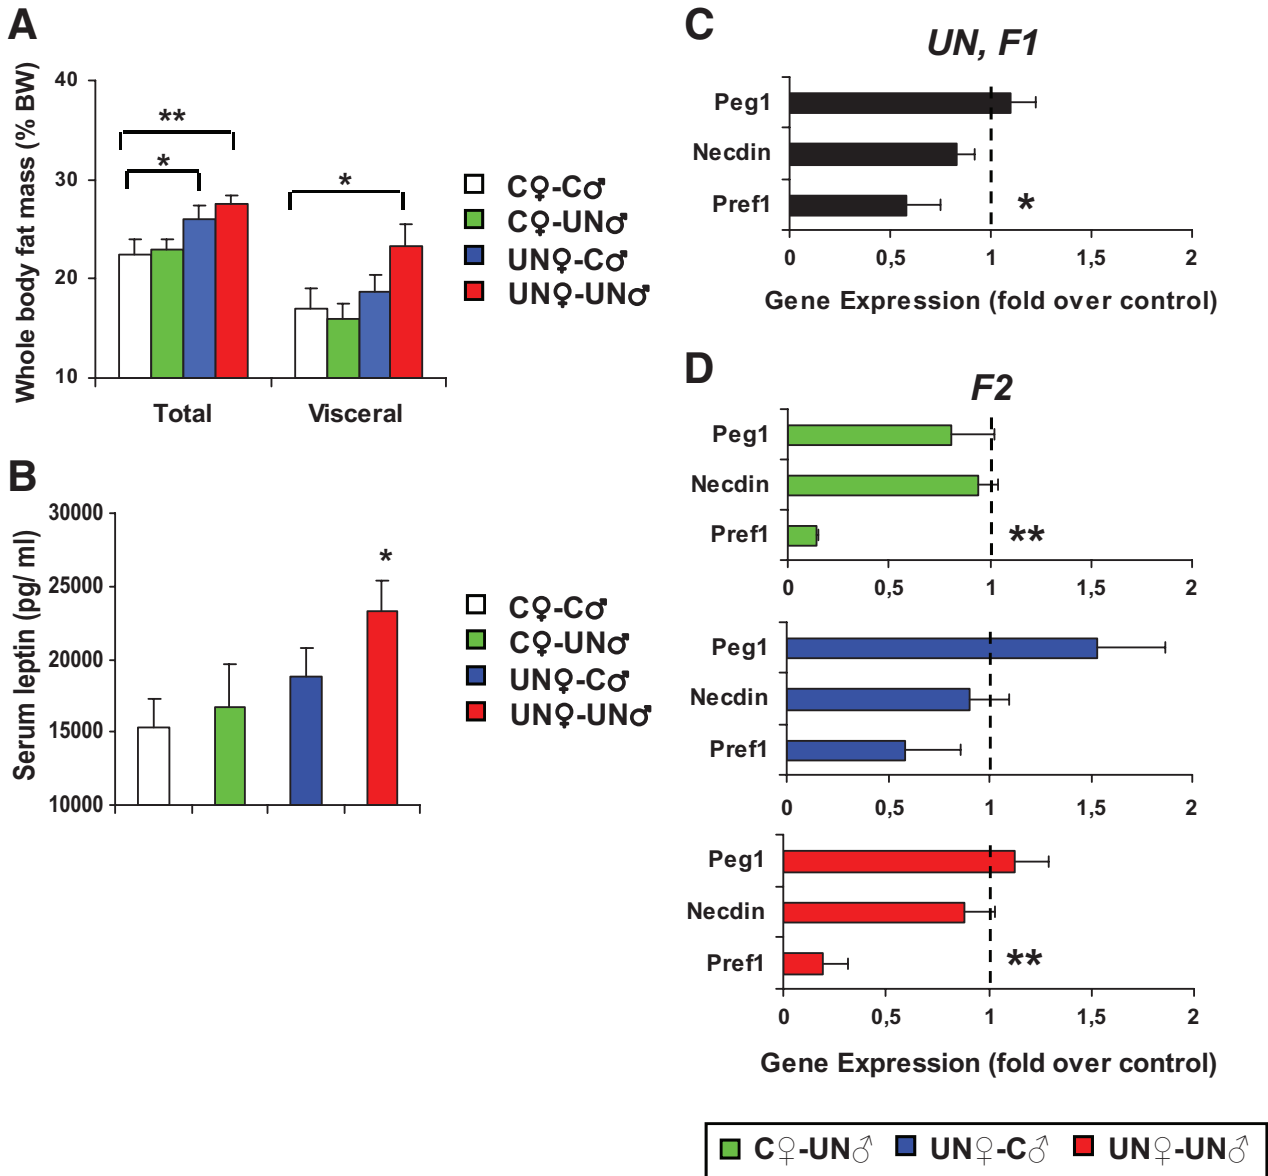 A
Whole body fat mass (% BW)
40
30
20
10
**
*
*
Total
Visceral
C♀-C♂
C♀-UN♂
UN♀-C♂
UN♀-UN♂
B
Serum leptin (pg/ ml)
30000
25000
20000
15000
10000
*
C♀-C♂
C♀-UN♂
UN♀-C♂
UN♀-UN♂
C
UN, F1
Peg1
Necdin
Pref1
*
0 0,5 1 1,5 2
Gene Expression (fold over control)
D
F2
Peg1
Necdin
Pref1
**
0 0,5 1 1,5 2
Peg1
Necdin
Pref1
0 0,5 1 1,5 2
Peg1
Necdin
Pref1
**
0 0,5 1 1,5 2
Gene Expression (fold over control)
C♀-UN♂ UN♀-C♂ UN♀-UN♂